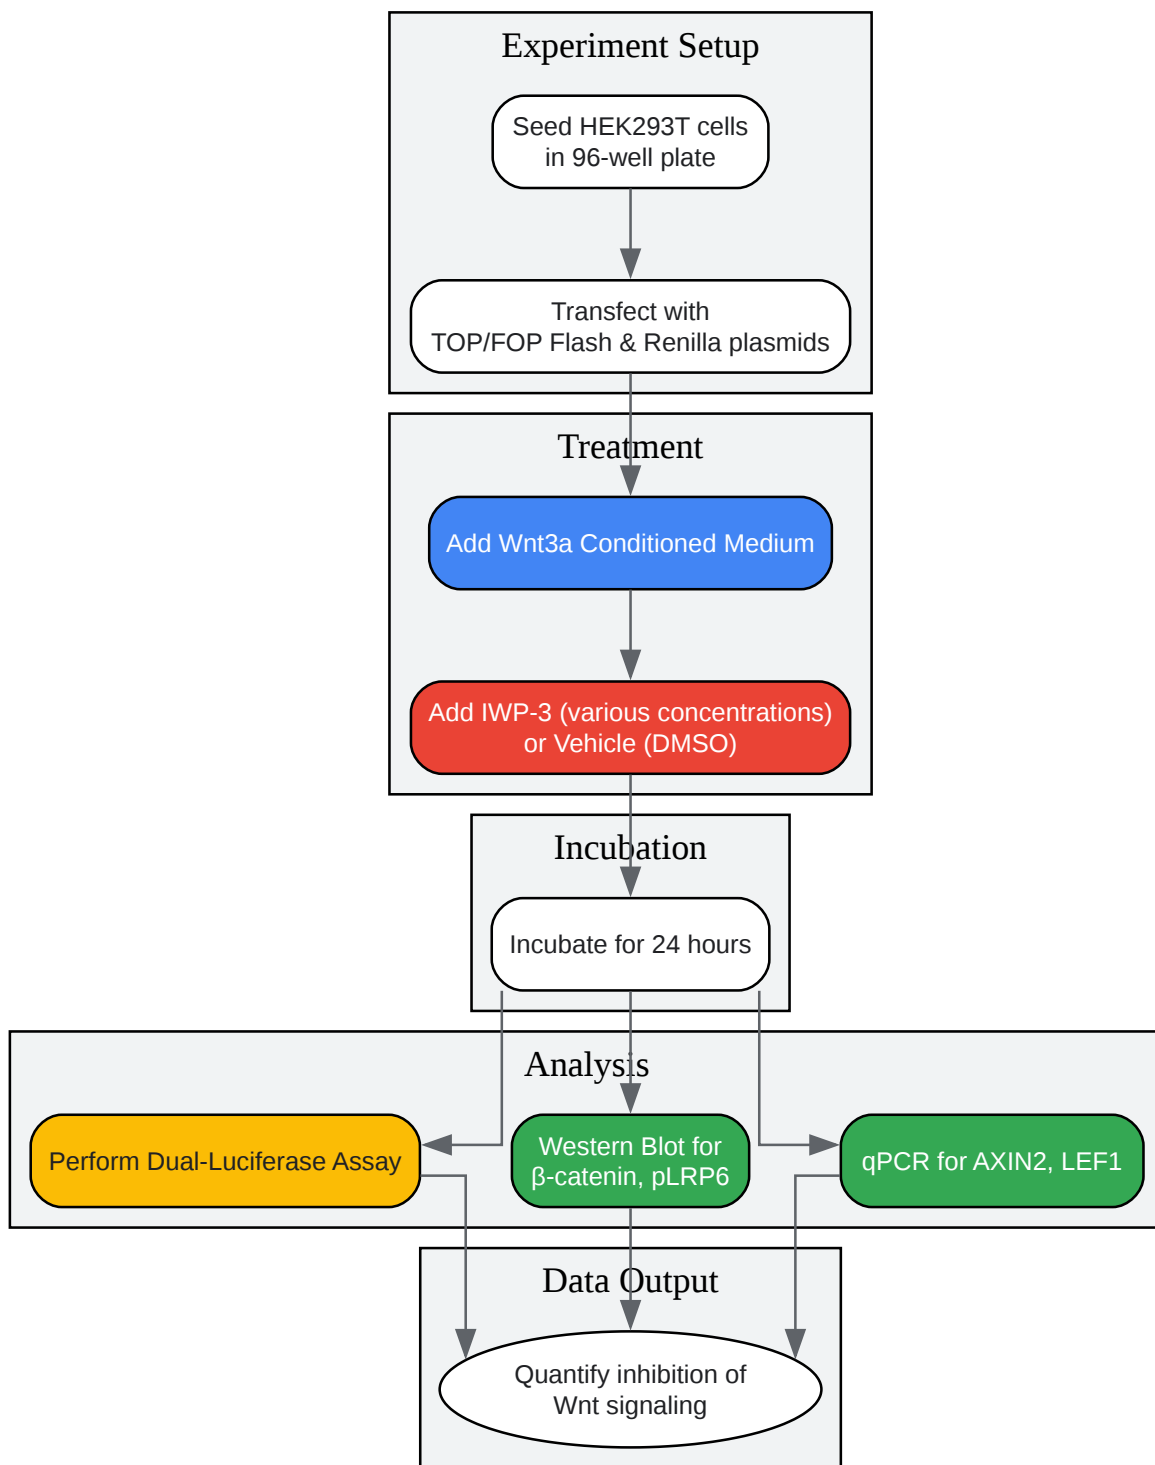 Experiment Setup
Seed HEK293T cells
in 96-well plate
Transfect with
TOP/FOP Flash & Renilla plasmids
Treatment
Add Wnt3a Conditioned Medium
Add IWP-3 (various concentrations)
or Vehicle (DMSO)
Incubation
Incubate for 24 hours
Analysis
Perform Dual-Luciferase Assay
Western Blot for
β-catenin, pLRP6
qPCR for AXIN2, LEF1
Data Output
Quantify inhibition of
Wnt signaling